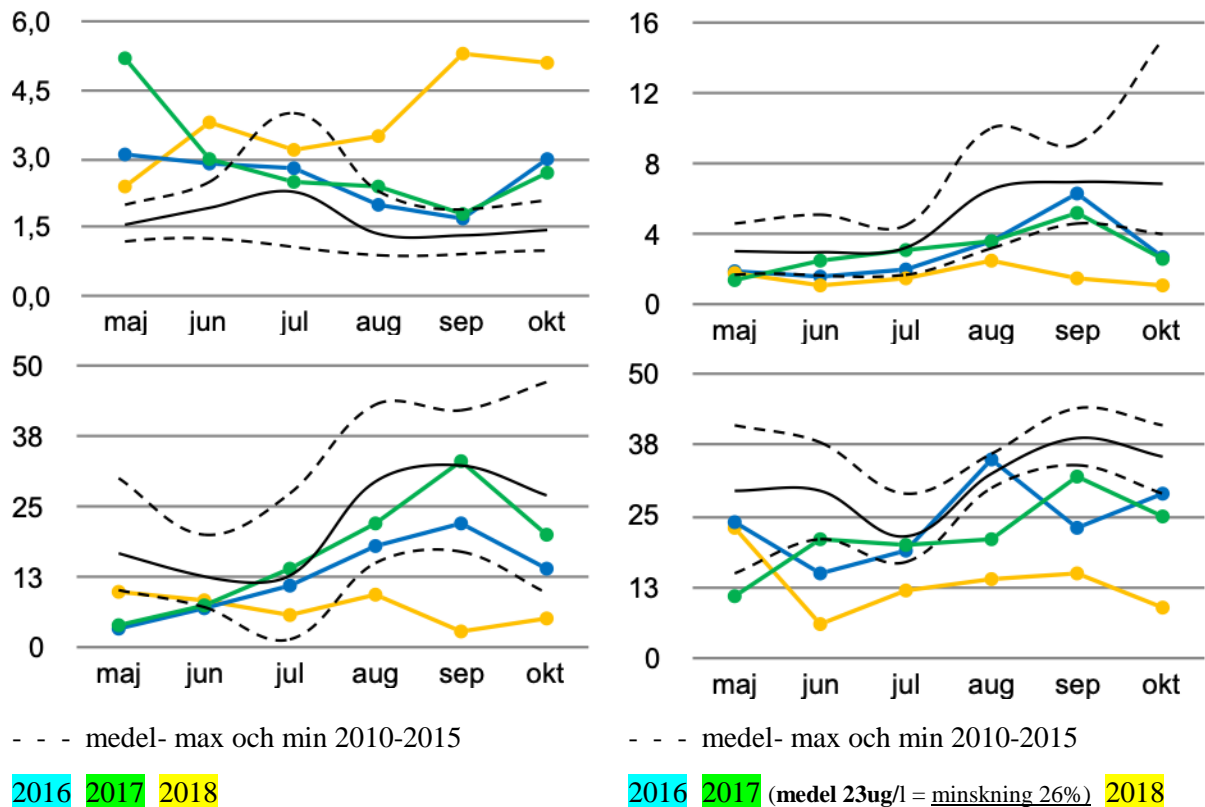 6,0
4,5
3,0
1,5
0,0
maj jun jul aug sep okt
16
12
8
4
0
maj jun jul aug sep okt
50
38
25
13
0
maj jun jul aug sep okt
50
38
25
13
0
maj jun jul aug sep okt
- - - medel- max och min 2010-2015
2016 2017 2018
- - - medel- max och min 2010-2015
2016 2017 (medel 23ug/l = minskning 26%) 2018